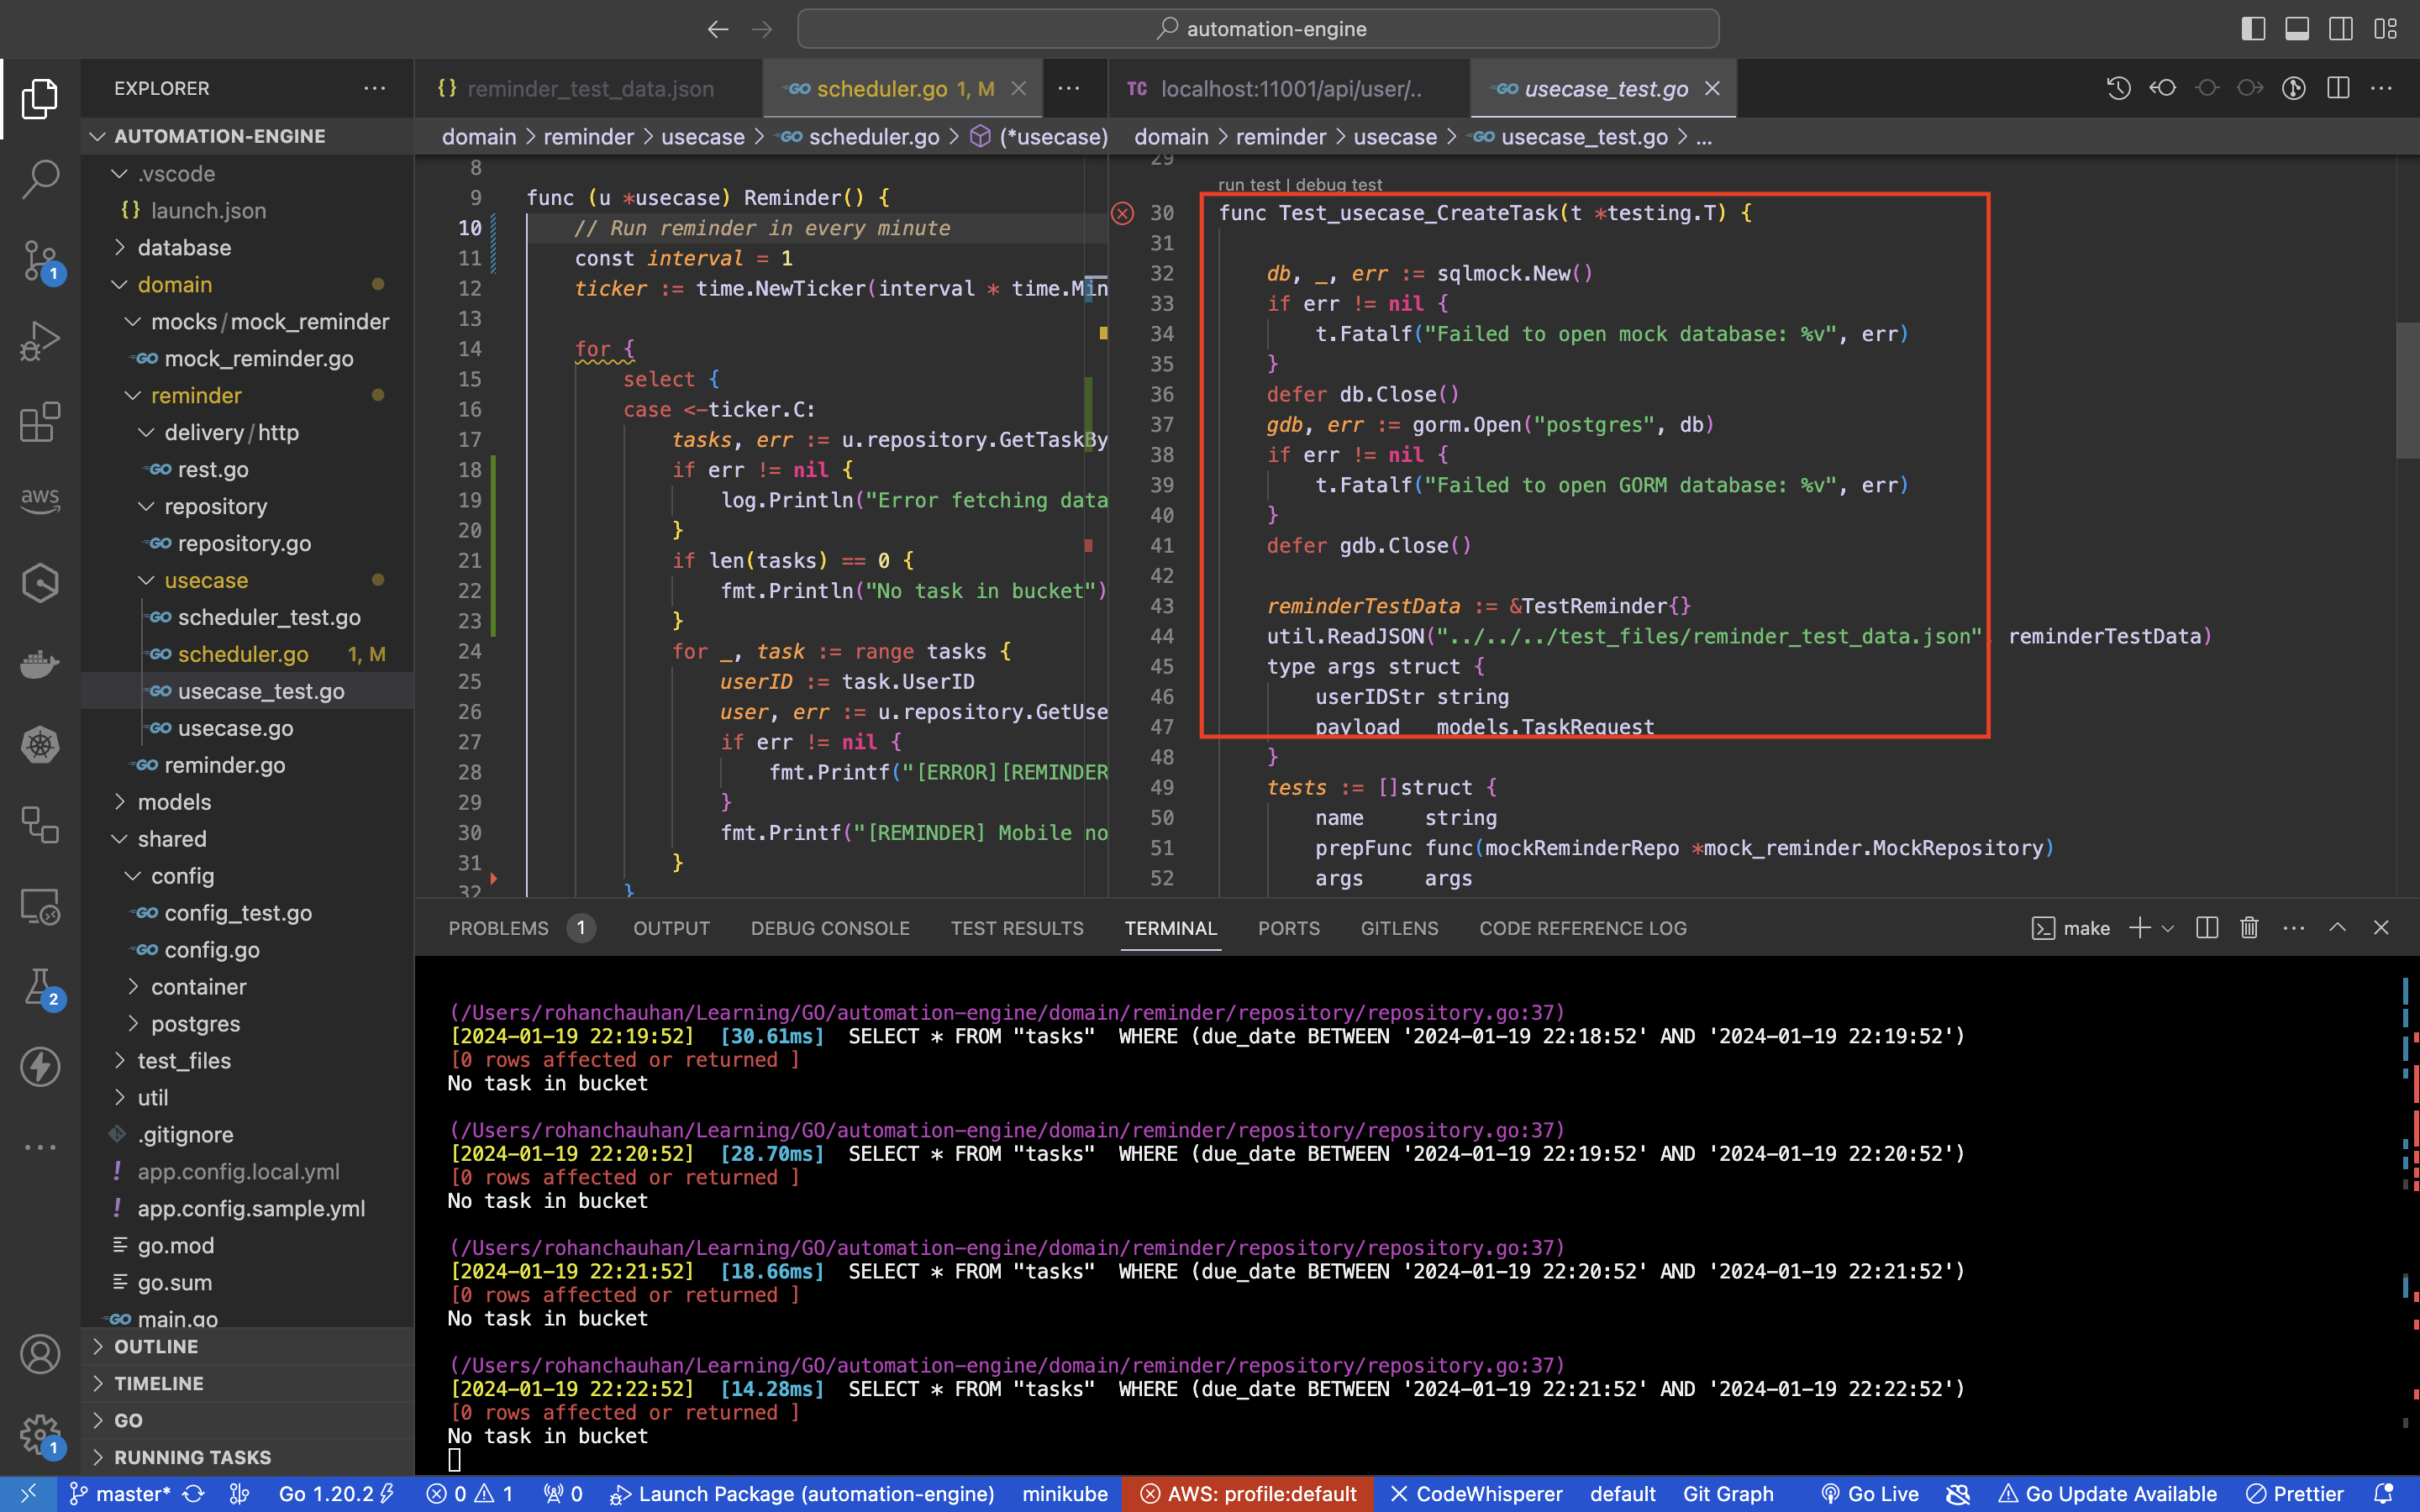 automation-engine
EXPLORER
AUTOMATION-ENGINE
.vscode
{} launch.json
database
domain
mocks/mock_reminder
GO mock_reminder.go
reminder
delivery/http
GO rest.go
repository
GO repository.go
usecase
GO scheduler_test.go
GO scheduler.go 1, M
GO usecase_test.go
GO usecase.go
GO reminder.go
models
shared
config
GO config_test.go
GO config.go
container
postgres
test_files
util
.gitignore
! app.config.local.yml
! app.config.sample.yml
go.mod
go.sum
GO main.go
OUTLINE
TIMELINE
GO
RUNNING TASKS
1
aws
2
1
{} reminder_test_data.json
GO scheduler.go 1, M
domain > reminder > usecase > GO scheduler.go > (*usecase)
8
9 func (u *usecase) Reminder() {
10 // Run reminder in every minute
11 const interval = 1
12 ticker := time.NewTicker(interval * time.Min
13
14 for {
15 select {
16 case <-ticker.C:
17 tasks, err := u.repository.GetTaskBy
18 if err != nil {
19 log.Println("Error fetching data
20 }
21 if len(tasks) == 0 {
22 fmt.Println("No task in bucket")
23 }
24 for _, task := range tasks {
25 userID := task.UserID
26 user, err := u.repository.GetUse
27 if err != nil {
28 fmt.Printf("[ERROR][REMINDER
29 }
30 fmt.Printf("[REMINDER] Mobile no
31 }
32 }
TC localhost:11001/api/user/..
GO usecase_test.go
domain > reminder > usecase > GO usecase_test.go > ...
29
run test | debug test
30 func Test_usecase_CreateTask(t *testing.T) {
31
32 db, _, err := sqlmock.New()
33 if err != nil {
34 t.Fatalf("Failed to open mock database: %v", err)
35 }
36 defer db.Close()
37 gdb, err := gorm.Open("postgres", db)
38 if err != nil {
39 t.Fatalf("Failed to open GORM database: %v", err)
40 }
41 defer gdb.Close()
42
43 reminderTestData := &TestReminder{}
44 util.ReadJSON("../../../test_files/reminder_test_data.json", reminderTestData)
45 type args struct {
46 userIDStr string
47 payload models.TaskRequest
48 }
49 tests := []struct {
50 name string
51 prepFunc func(mockReminderRepo *mock_reminder.MockRepository)
52 args args
PROBLEMS 1 OUTPUT DEBUG CONSOLE TEST RESULTS TERMINAL PORTS GITLENS CODE REFERENCE LOG make
(/Users/rohanchauhan/Learning/GO/automation-engine/domain/reminder/repository/repository.go:37)
[2024-01-19 22:19:52] [30.61ms] SELECT * FROM "tasks" WHERE (due_date BETWEEN '2024-01-19 22:18:52' AND '2024-01-19 22:19:52')
[0 rows affected or returned ]
No task in bucket
(/Users/rohanchauhan/Learning/GO/automation-engine/domain/reminder/repository/repository.go:37)
[2024-01-19 22:20:52] [28.70ms] SELECT * FROM "tasks" WHERE (due_date BETWEEN '2024-01-19 22:19:52' AND '2024-01-19 22:20:52')
[0 rows affected or returned ]
No task in bucket
(/Users/rohanchauhan/Learning/GO/automation-engine/domain/reminder/repository/repository.go:37)
[2024-01-19 22:21:52] [18.66ms] SELECT * FROM "tasks" WHERE (due_date BETWEEN '2024-01-19 22:20:52' AND '2024-01-19 22:21:52')
[0 rows affected or returned ]
No task in bucket
(/Users/rohanchauhan/Learning/GO/automation-engine/domain/reminder/repository/repository.go:37)
[2024-01-19 22:22:52] [14.28ms] SELECT * FROM "tasks" WHERE (due_date BETWEEN '2024-01-19 22:21:52' AND '2024-01-19 22:22:52')
[0 rows affected or returned ]
No task in bucket
master* Go 1.20.2 0 1 0 Launch Package (automation-engine) minikube AWS: profile:default CodeWhisperer default Git Graph Go Live Go Update Available Prettier